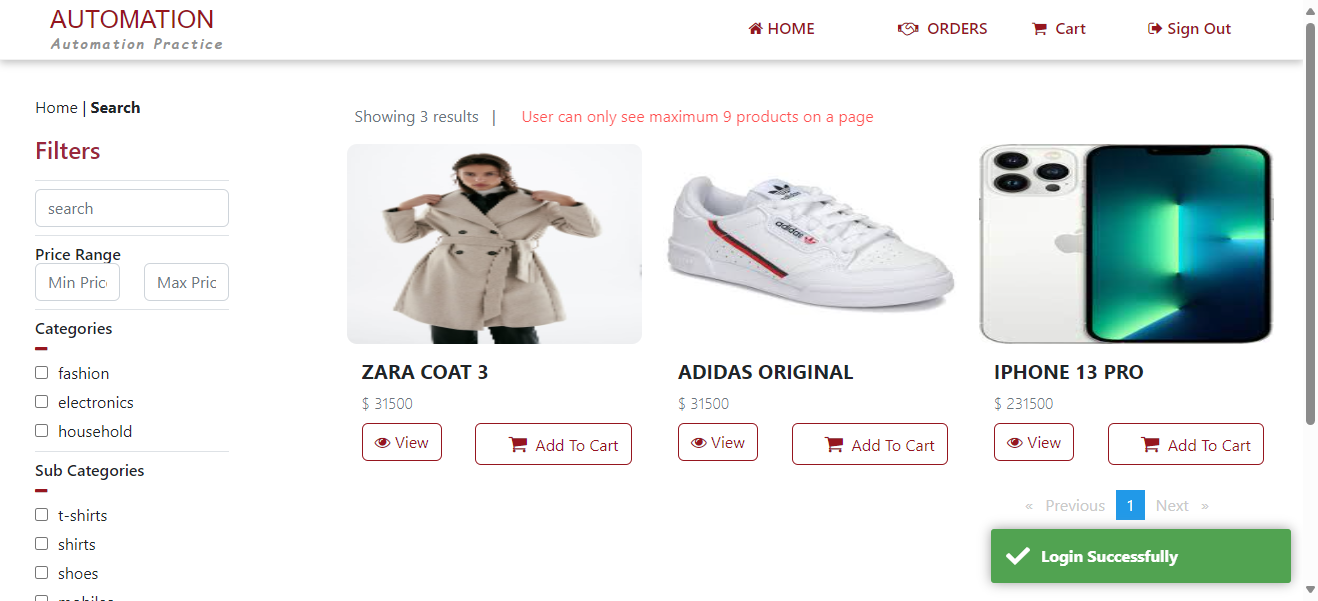 AUTOMATION
Automation Practice
HOME
ORDERS
Cart
Sign Out
Home | Search
Filters
search
Price Range
Min Pric
Max Pric
Categories
fashion
electronics
household
Sub Categories
t-shirts
shirts
shoes
mobiles
Showing 3 results |
User can only see maximum 9 products on a page
adidas
adidas
ZARA COAT 3
$ 31500
View
Add To Cart
ADIDAS ORIGINAL
$ 31500
View
Add To Cart
IPHONE 13 PRO
$ 231500
View
Add To Cart
« Previous 1 Next »
Login Successfully